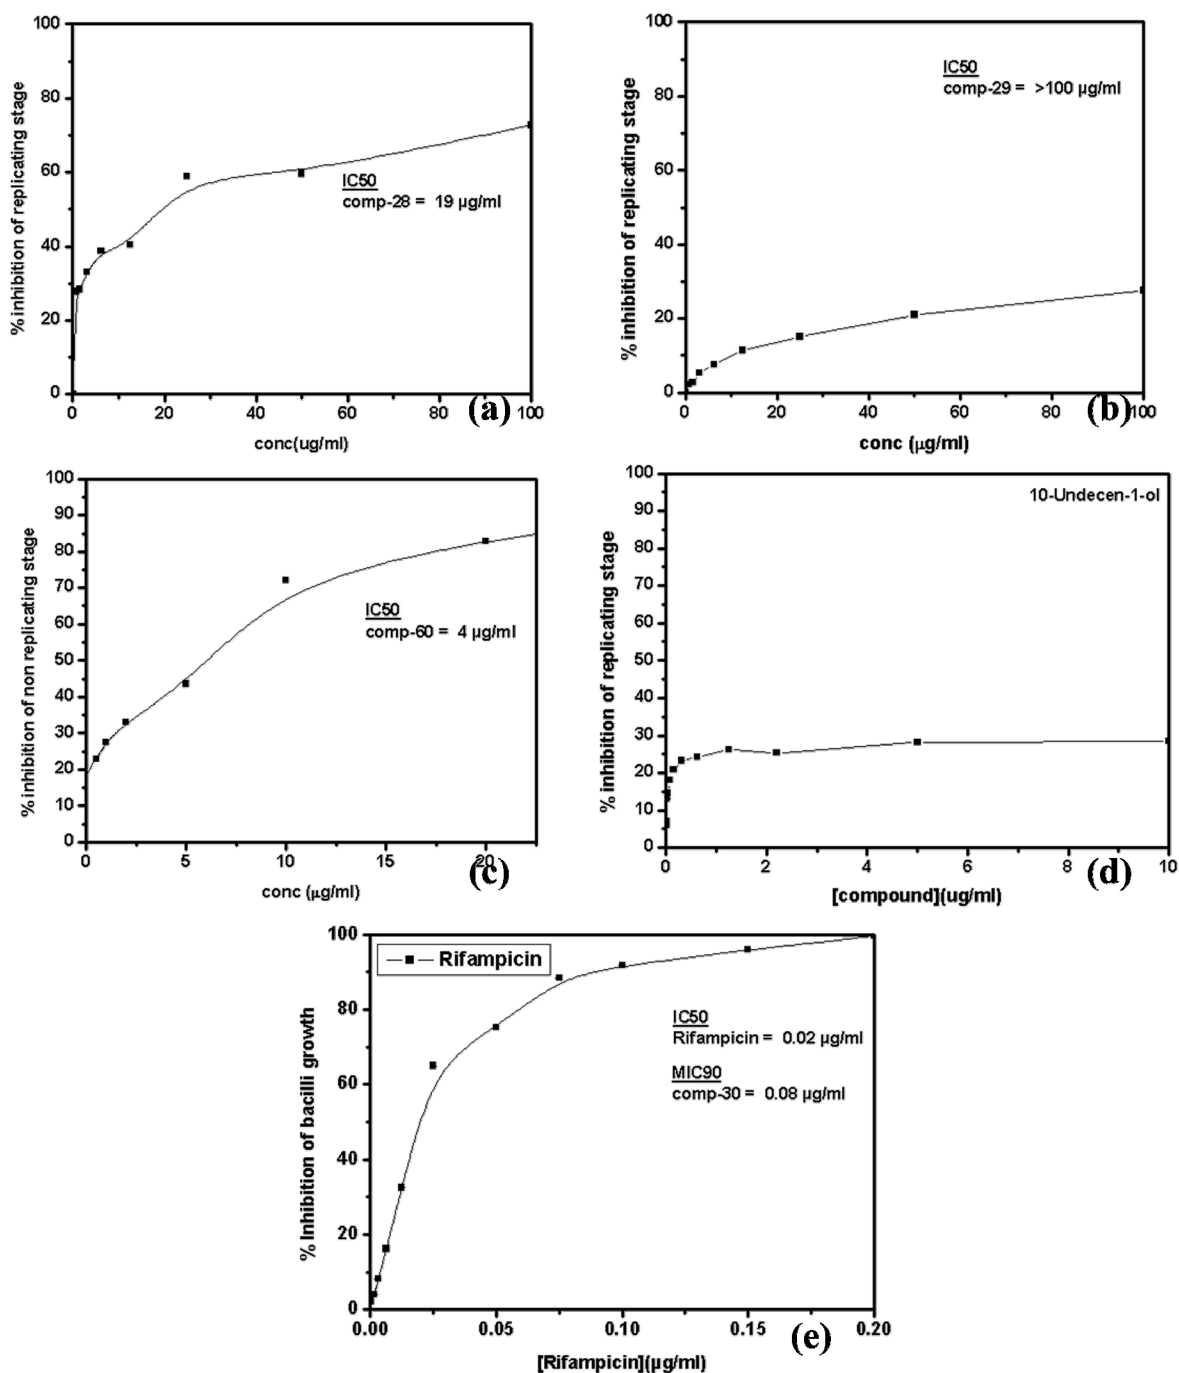 100
80
60
40
20
0
% inhibition of replicating stage
IC50
comp-28 = 19 µg/ml
0 20 40 60 80 100
conc(ug/ml)
(a)
100
80
60
40
20
0
% inhibition of replicating stage
IC50
comp-29 = >100 µg/ml
0 20 40 60 80 100
conc (µg/ml)
(b)
100
90
80
70
60
50
40
30
20
10
0
% inhibition of non replicating stage
IC50
comp-60 = 4 µg/ml
0 5 10 15 20
conc (µg/ml)
(c)
100
90
80
70
60
50
40
30
20
10
0
% inhibition of replicating stage
10-Undecen-1-ol
0 2 4 6 8 10
[compound](ug/ml)
(d)
100
80
60
40
20
0
% Inhibition of bacilli growth
Rifampicin
IC50
Rifampicin = 0.02 µg/ml
MIC90
comp-30 = 0.08 µg/ml
0.00 0.05 0.10 0.15 0.20
[Rifampicin](µg/ml)
(e)